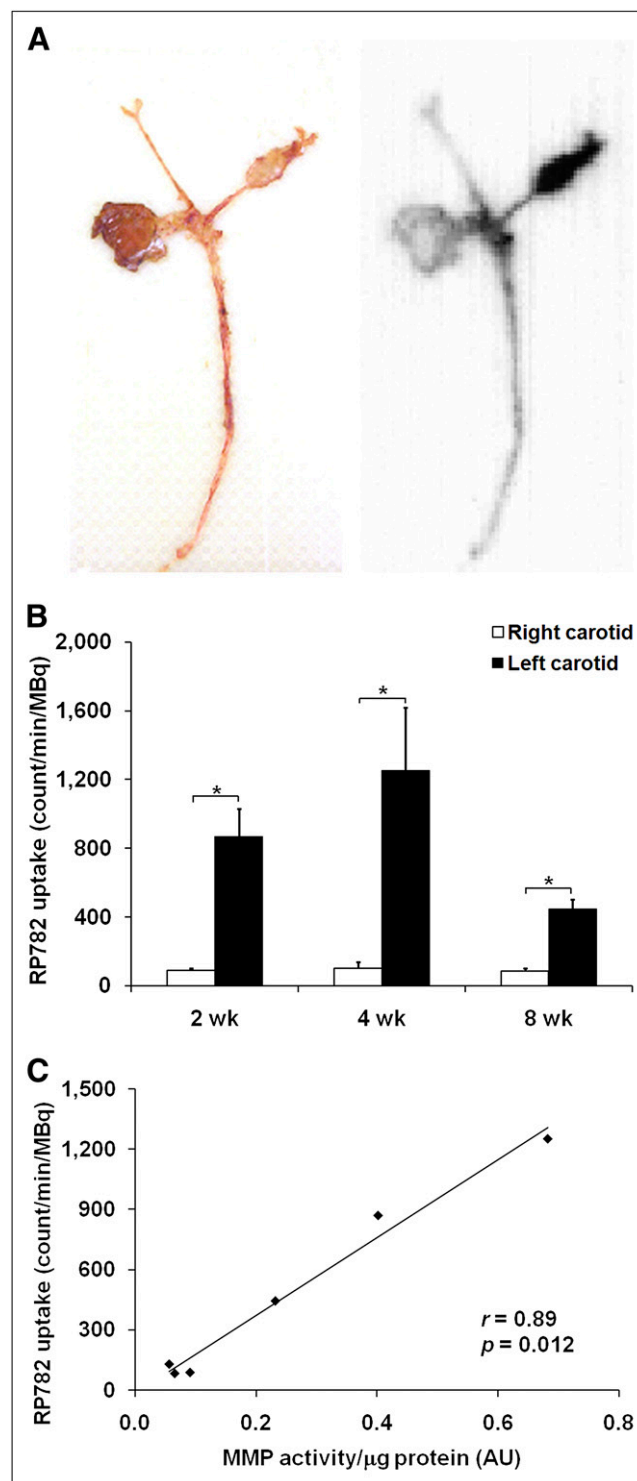 A
B
Right carotid
Left carotid
RP782 uptake (count/min/MBq)
2,000
1,600
1,200
800
400
0
*
*
*
2 wk
4 wk
8 wk
C
RP782 uptake (count/min/MBq)
1,500
1,200
900
600
300
0
r = 0.89
p = 0.012
0.0
0.2
0.4
0.6
0.8
MMP activity/µg protein (AU)